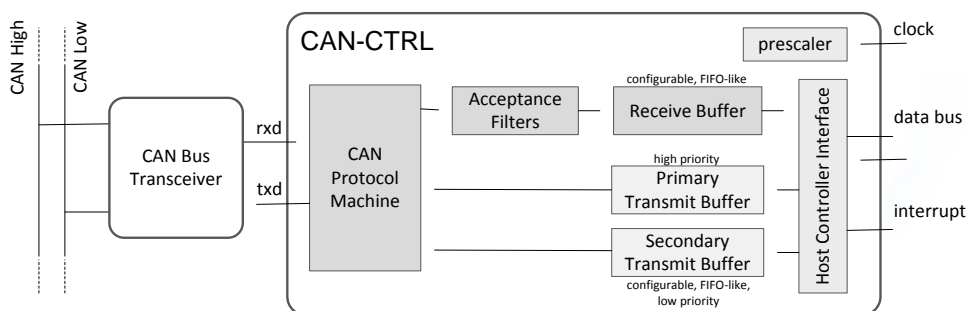 CAN High
CAN Low
CAN-CTRL
prescaler
clock
configurable, FIFO-like
Acceptance
Filters
Receive Buffer
data bus
rxd
CAN Bus
Transceiver
txd
CAN
Protocol
Machine
high priority
Primary
Transmit Buffer
Host Controller Interface
interrupt
Secondary
Transmit Buffer
configurable, FIFO-like,
low priority